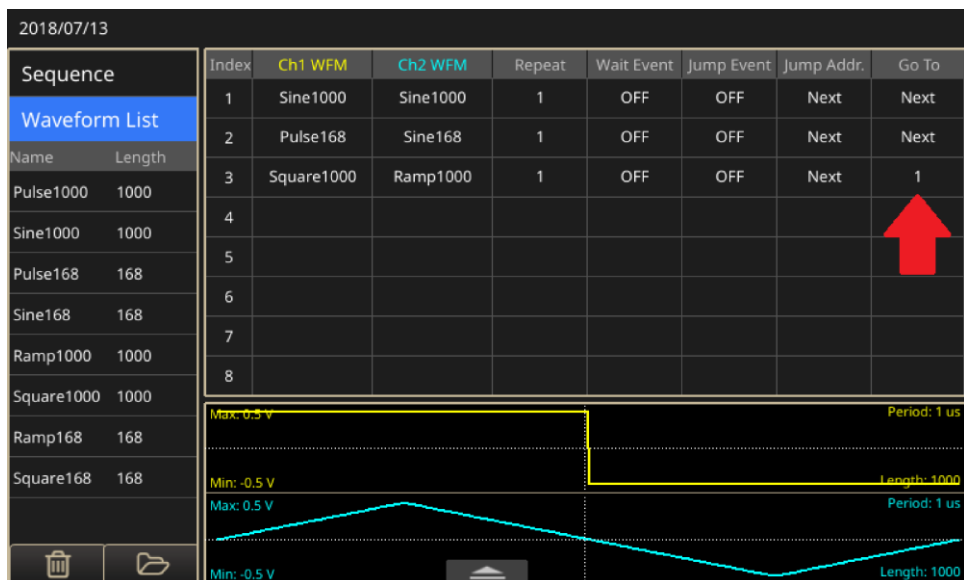 2018/07/13
Sequence
Waveform List
Name Length
Pulse1000 1000
Sine1000 1000
Pulse168 168
Sine168 168
Ramp1000 1000
Square1000 1000
Ramp168 168
Square168 168
Index Ch1 WFM Ch2 WFM Repeat Wait Event Jump Event Jump Addr. Go To
1 Sine1000 Sine1000 1 OFF OFF Next Next
2 Pulse168 Sine168 1 OFF OFF Next Next
3 Square1000 Ramp1000 1 OFF OFF Next 1
4
5
6
7
8
Max: 0.5 V Period: 1 us
Min: -0.5 V Length: 1000
Max: 0.5 V Period: 1 us
Min: -0.5 V Length: 1000